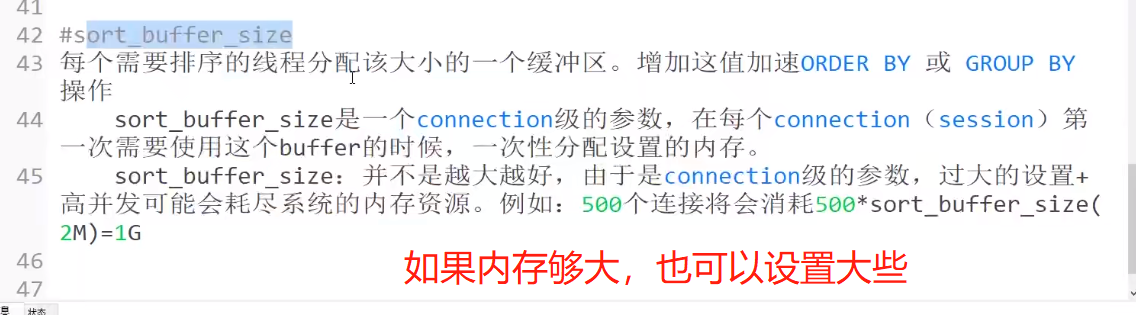 41
42 #sort_buffer_size
43 每个需要排序的线程分配该大小的一个缓冲区。增加这值加速ORDER BY 或 GROUP BY
操作
44 sort_buffer_size是一个connection级的参数，在每个connection（session）第
一次需要使用这个buffer的时候，一次性分配设置的内存。
45 sort_buffer_size：并不是越大越好，由于是connection级的参数，过大的设置+
高并发可能会耗尽系统的内存资源。例如：500个连接将会消耗500*sort_buffer_size(
2M)=1G
46
如果内存够大，也可以设置大些
47
息 状态